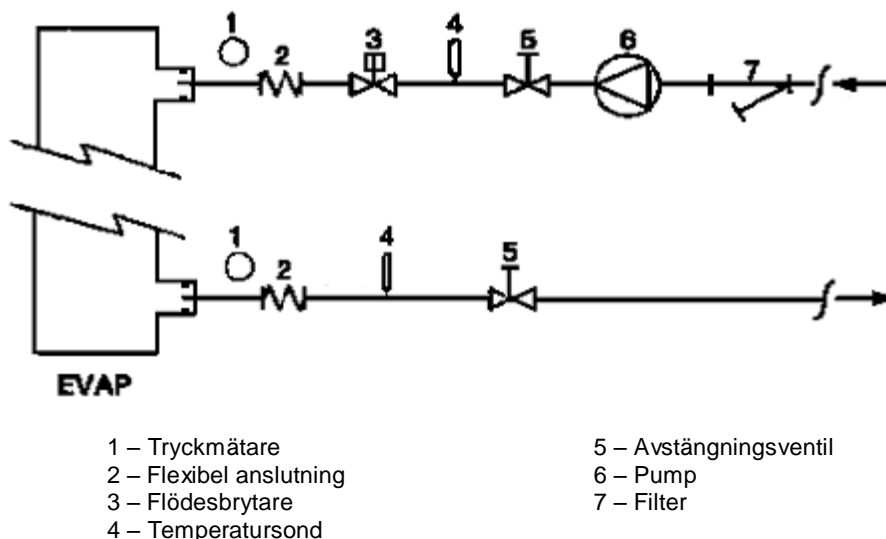 1 2 3 4 5 6 7
1 2 4 5
EVAP
1 – Tryckmätare
2 – Flexibel anslutning
3 – Flödesbrytare
4 – Temperatursond
5 – Avstängningsventil
6 – Pump
7 – Filter